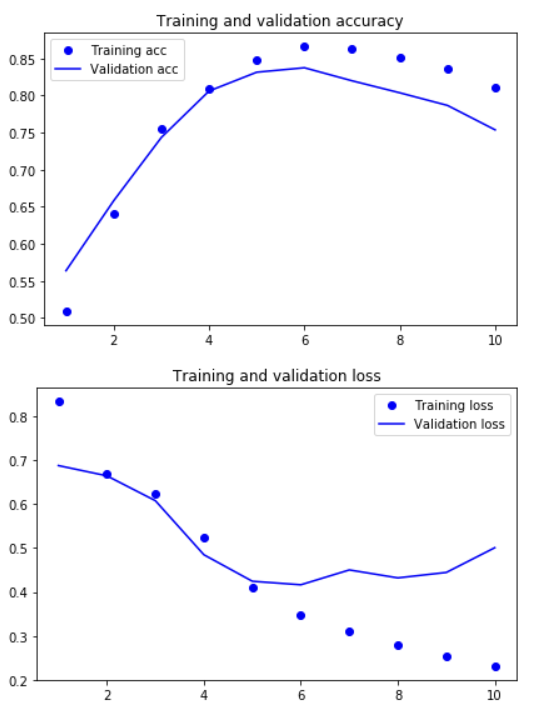 Training and validation accuracy
Training acc
Validation acc
0.85
0.80
0.75
0.70
0.65
0.60
0.55
0.50
2 4 6 8 10
Training and validation loss
Training loss
Validation loss
0.8
0.7
0.6
0.5
0.4
0.3
0.2
2 4 6 8 10